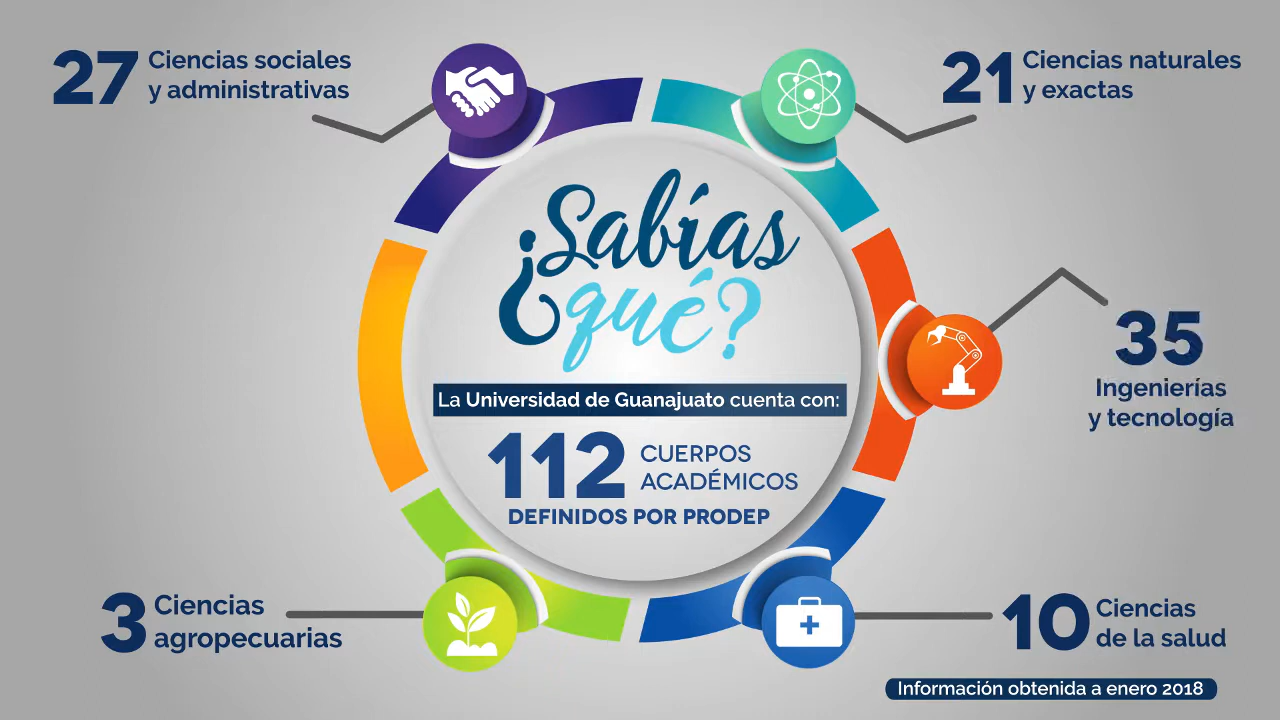 27 Ciencias sociales
y administrativas
21 Ciencias naturales
y exactas
¿Sabías
qué?
La Universidad de Guanajuato cuenta con:
112 CUERPOS
ACADÉMICOS
DEFINIDOS POR PRODEP
35
Ingenierías
y tecnología
3 Ciencias
agropecuarias
10 Ciencias
de la salud
Información obtenida a enero 2018